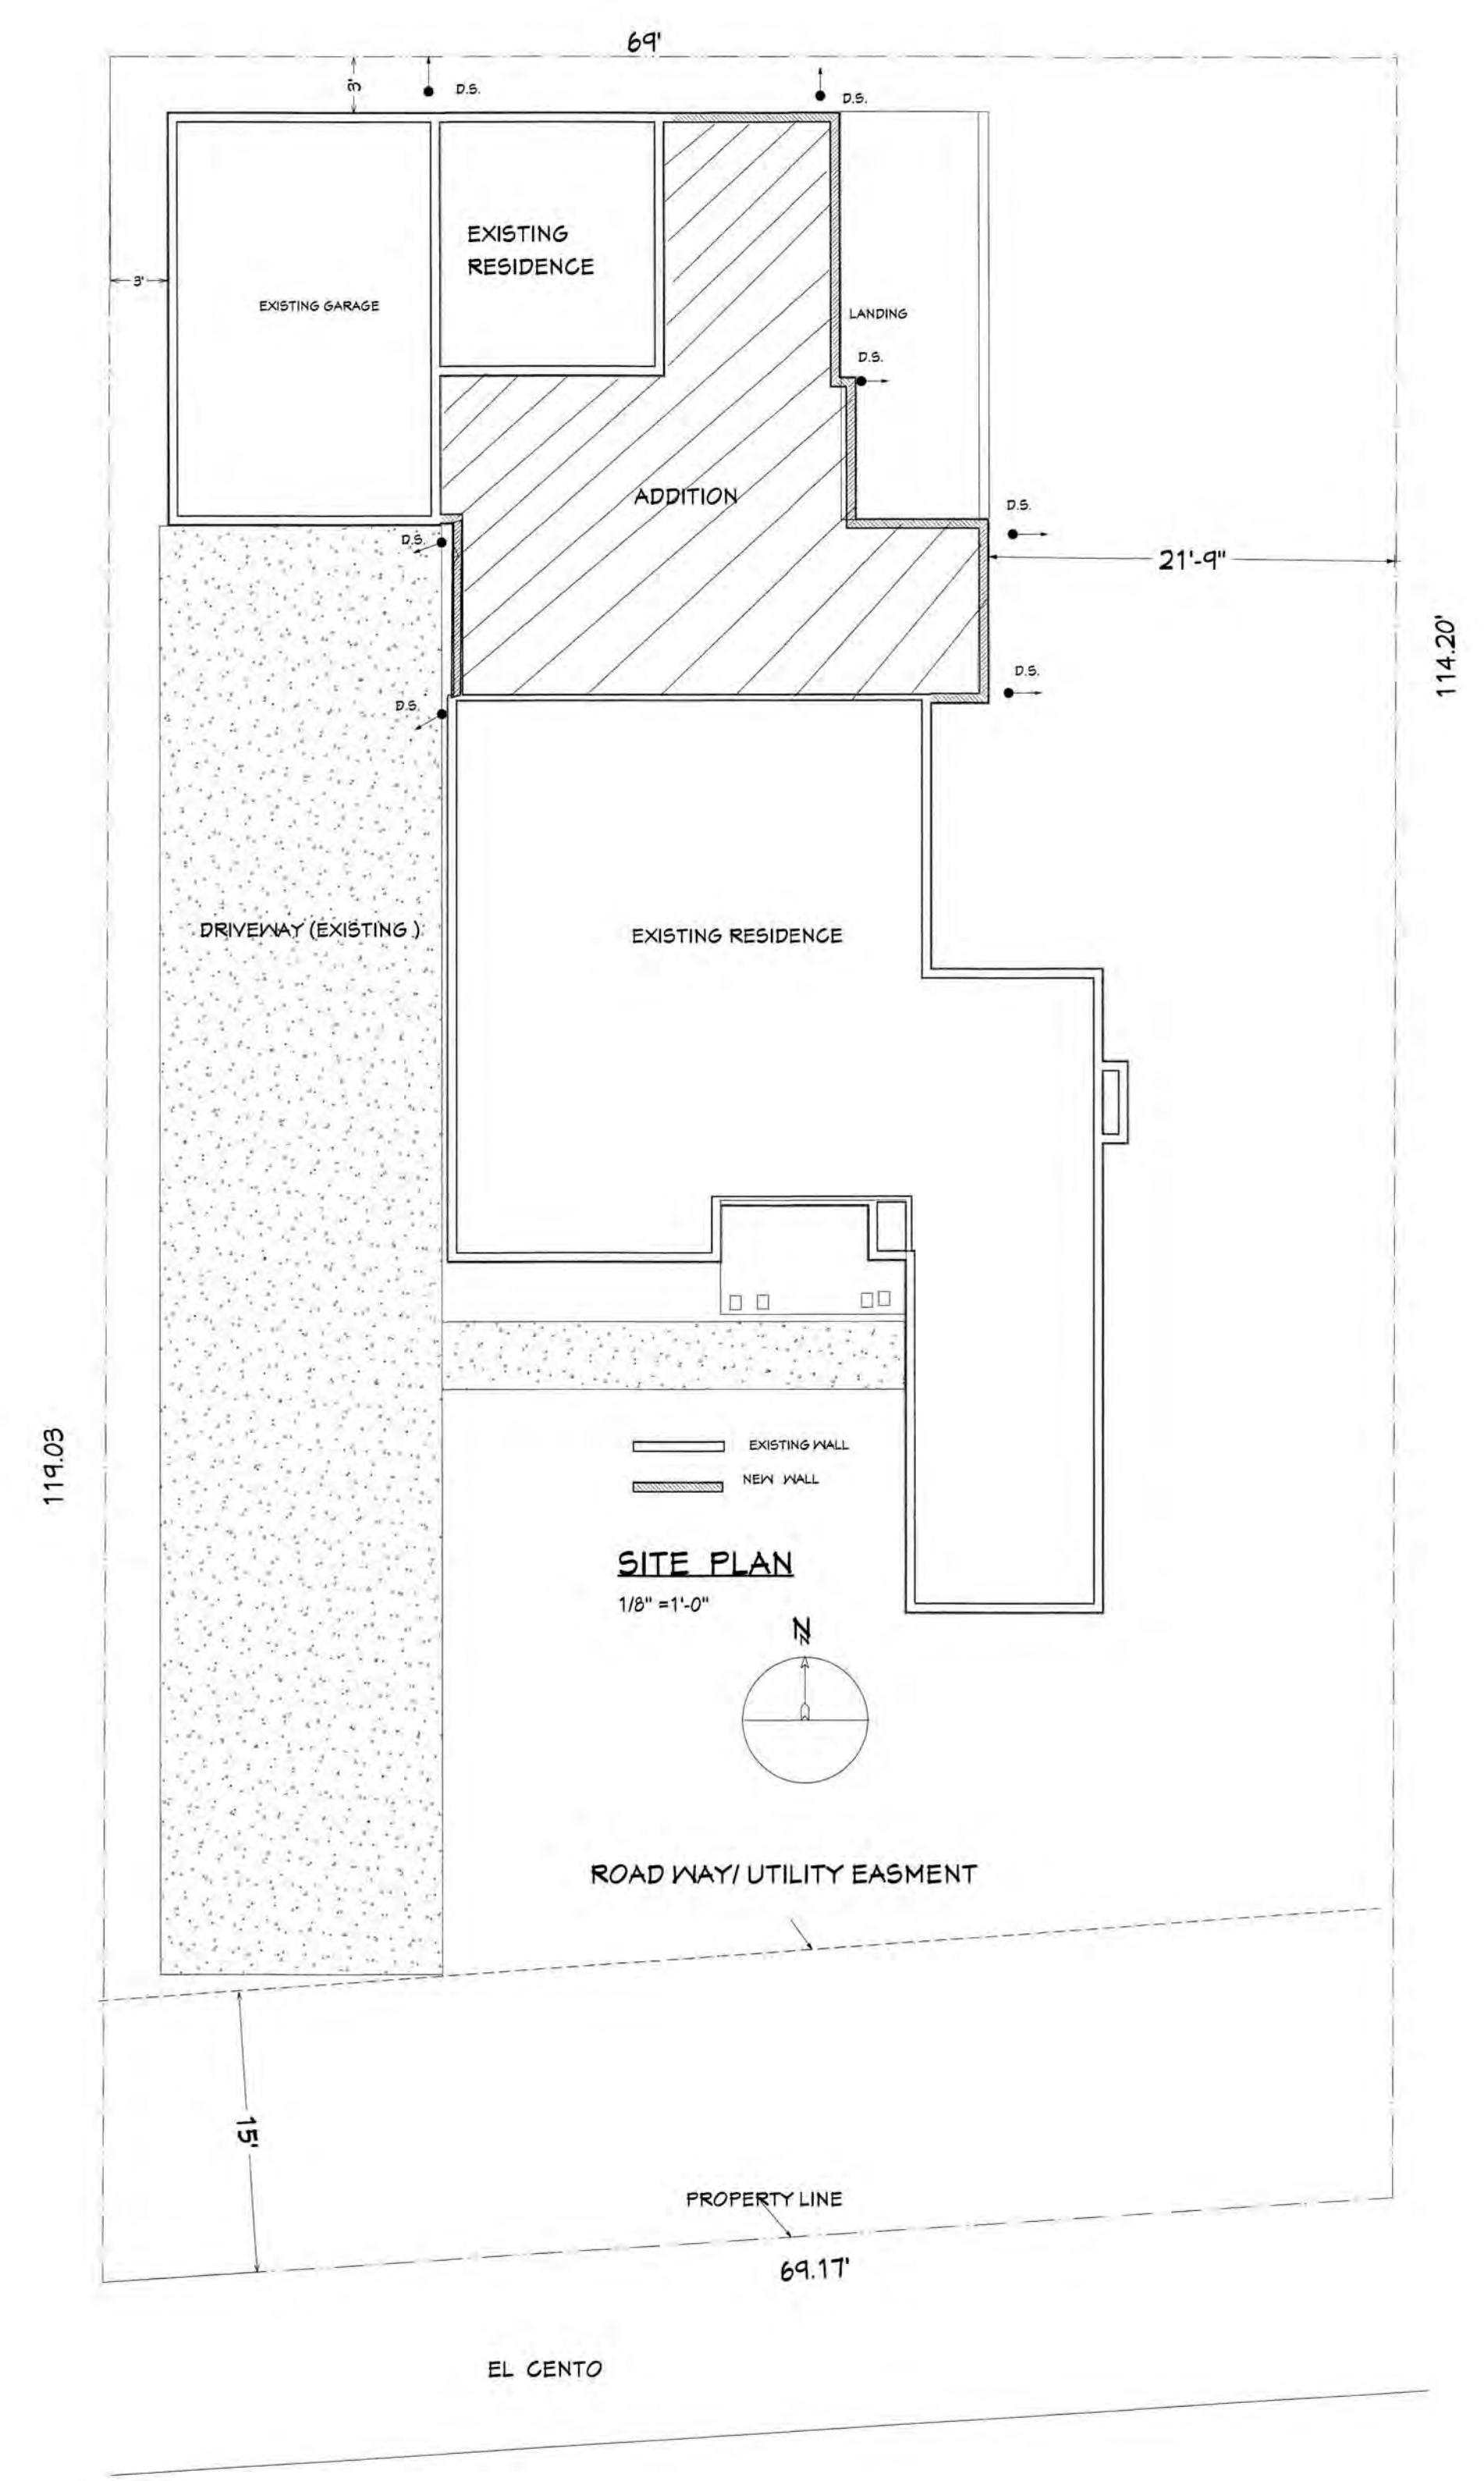 69'
3'
D.S.
D.S.
EXISTING
RESIDENCE
3'
EXISTING GARAGE
LANDING
D.S.
ADDITION
D.S.
D.S.
21'-9"
114.20'
D.S.
D.S.
DRIVEWAY (EXISTING )
EXISTING RESIDENCE
119.03
EXISTING WALL
NEW WALL
SITE PLAN
1/8" =1'-0"
N
ROAD WAY/ UTILITY EASMENT
15'
PROPERTY LINE
69.17'
EL CENTO